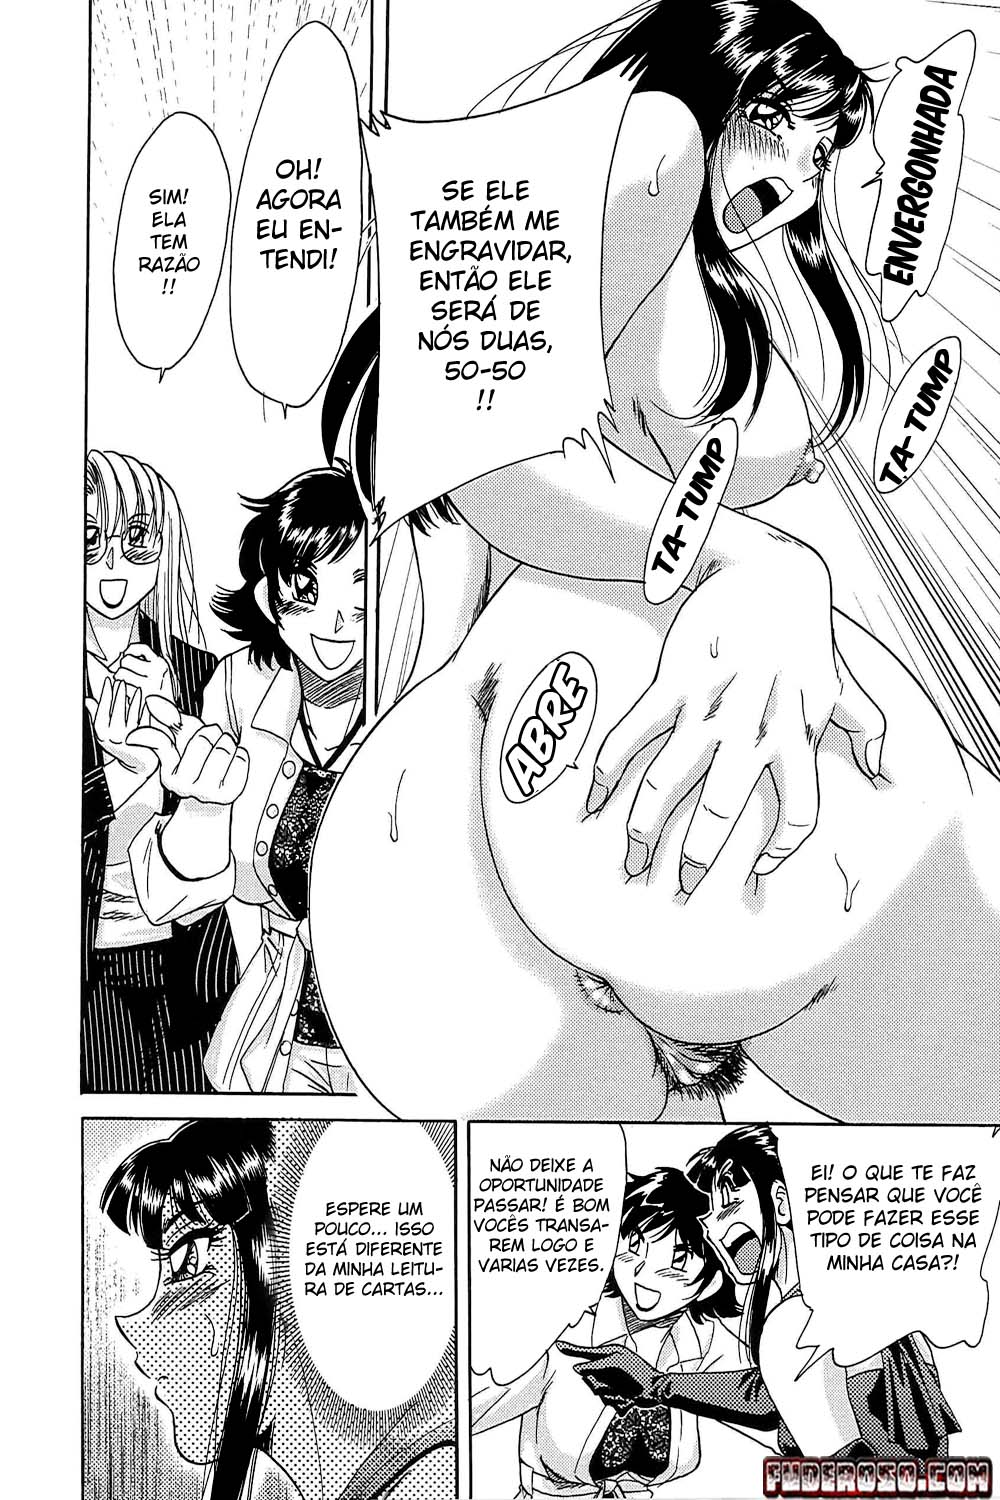 ENVERGONHADA
SE ELE
TAMBÉM ME
ENGRAVIDAR,
ENTÃO ELE
SERÁ DE
NÓS DUAS,
50-50
!!
TA-TUMP
TA-TUMP
ABRE
OH!
AGORA
EU EN-
TENDI!
SIM!
ELA
TEM
RAZÃO
!!
EI! O QUE TE FAZ
PENSAR QUE VOCÊ
PODE FAZER ESSE
TIPO DE COISA NA
MINHA CASA?!
NÃO DEIXE A
OPORTUNIDADE
PASSAR! É BOM
VOCÊS TRANSA-
REM LOGO E
VARIAS VEZES.
ESPERE UM
POUCO... ISSO
ESTÁ DIFERENTE
DA MINHA LEITU-
RA DE CARTAS...
FUDEROSO.COM